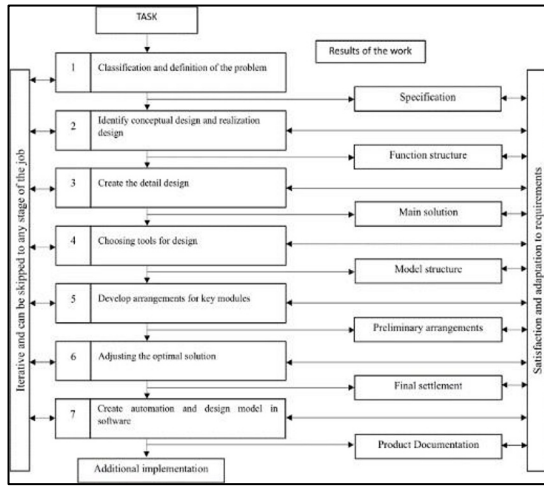 TASK
Results of the work
1 Classification and definition of the problem
Specification
2 Identify conceptual design and realization
design
Function structure
3 Create the detail design
Main solution
4 Choosing tools for design
Model structure
5 Develop arrangements for key modules
Preliminary arrangements
6 Adjusting the optimal solution
Final settlement
7 Create automation and design model in
software
Product Documentation
Additional implementation
Iterative and can be skipped to any stage of the job
Satisfaction and adaptation to requirements